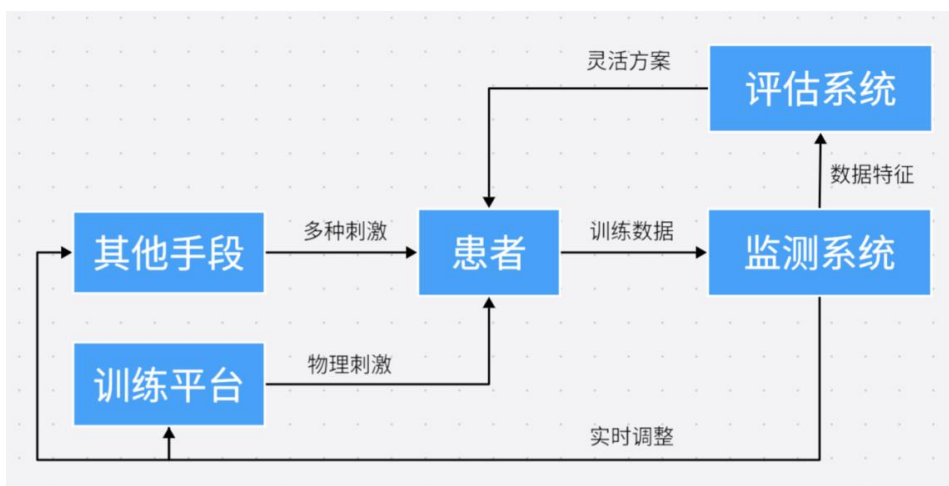 灵活方案
评估系统
数据特征
其他手段
多种刺激
患者
训练数据
监测系统
训练平台
物理刺激
实时调整